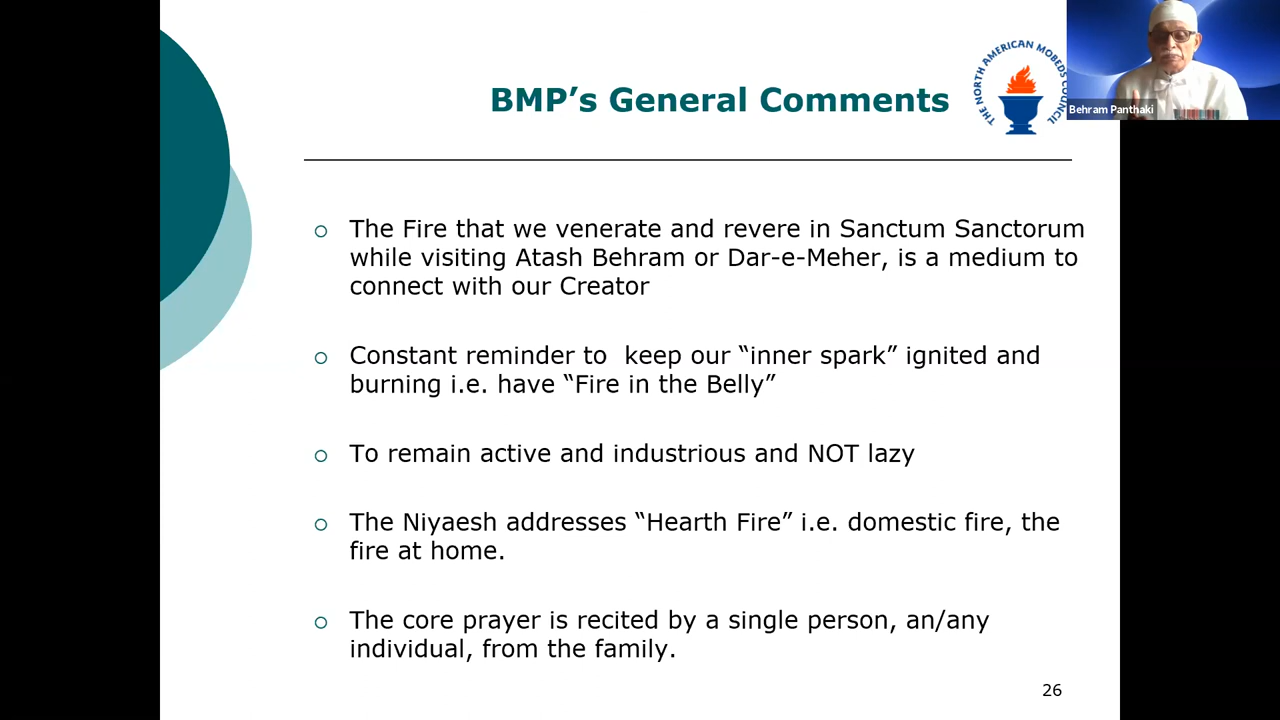 BMP’s General Comments
THE NORTH AMERICAN MOBEDS COUNCIL
Behram Panthaki
The Fire that we venerate and revere in Sanctum Sanctorum
while visiting Atash Behram or Dar-e-Meher, is a medium to
connect with our Creator
Constant reminder to  keep our “inner spark” ignited and
burning i.e. have “Fire in the Belly”
To remain active and industrious and NOT lazy
The Niyaesh addresses “Hearth Fire” i.e. domestic fire, the
fire at home.
The core prayer is recited by a single person, an/any
individual, from the family.
26